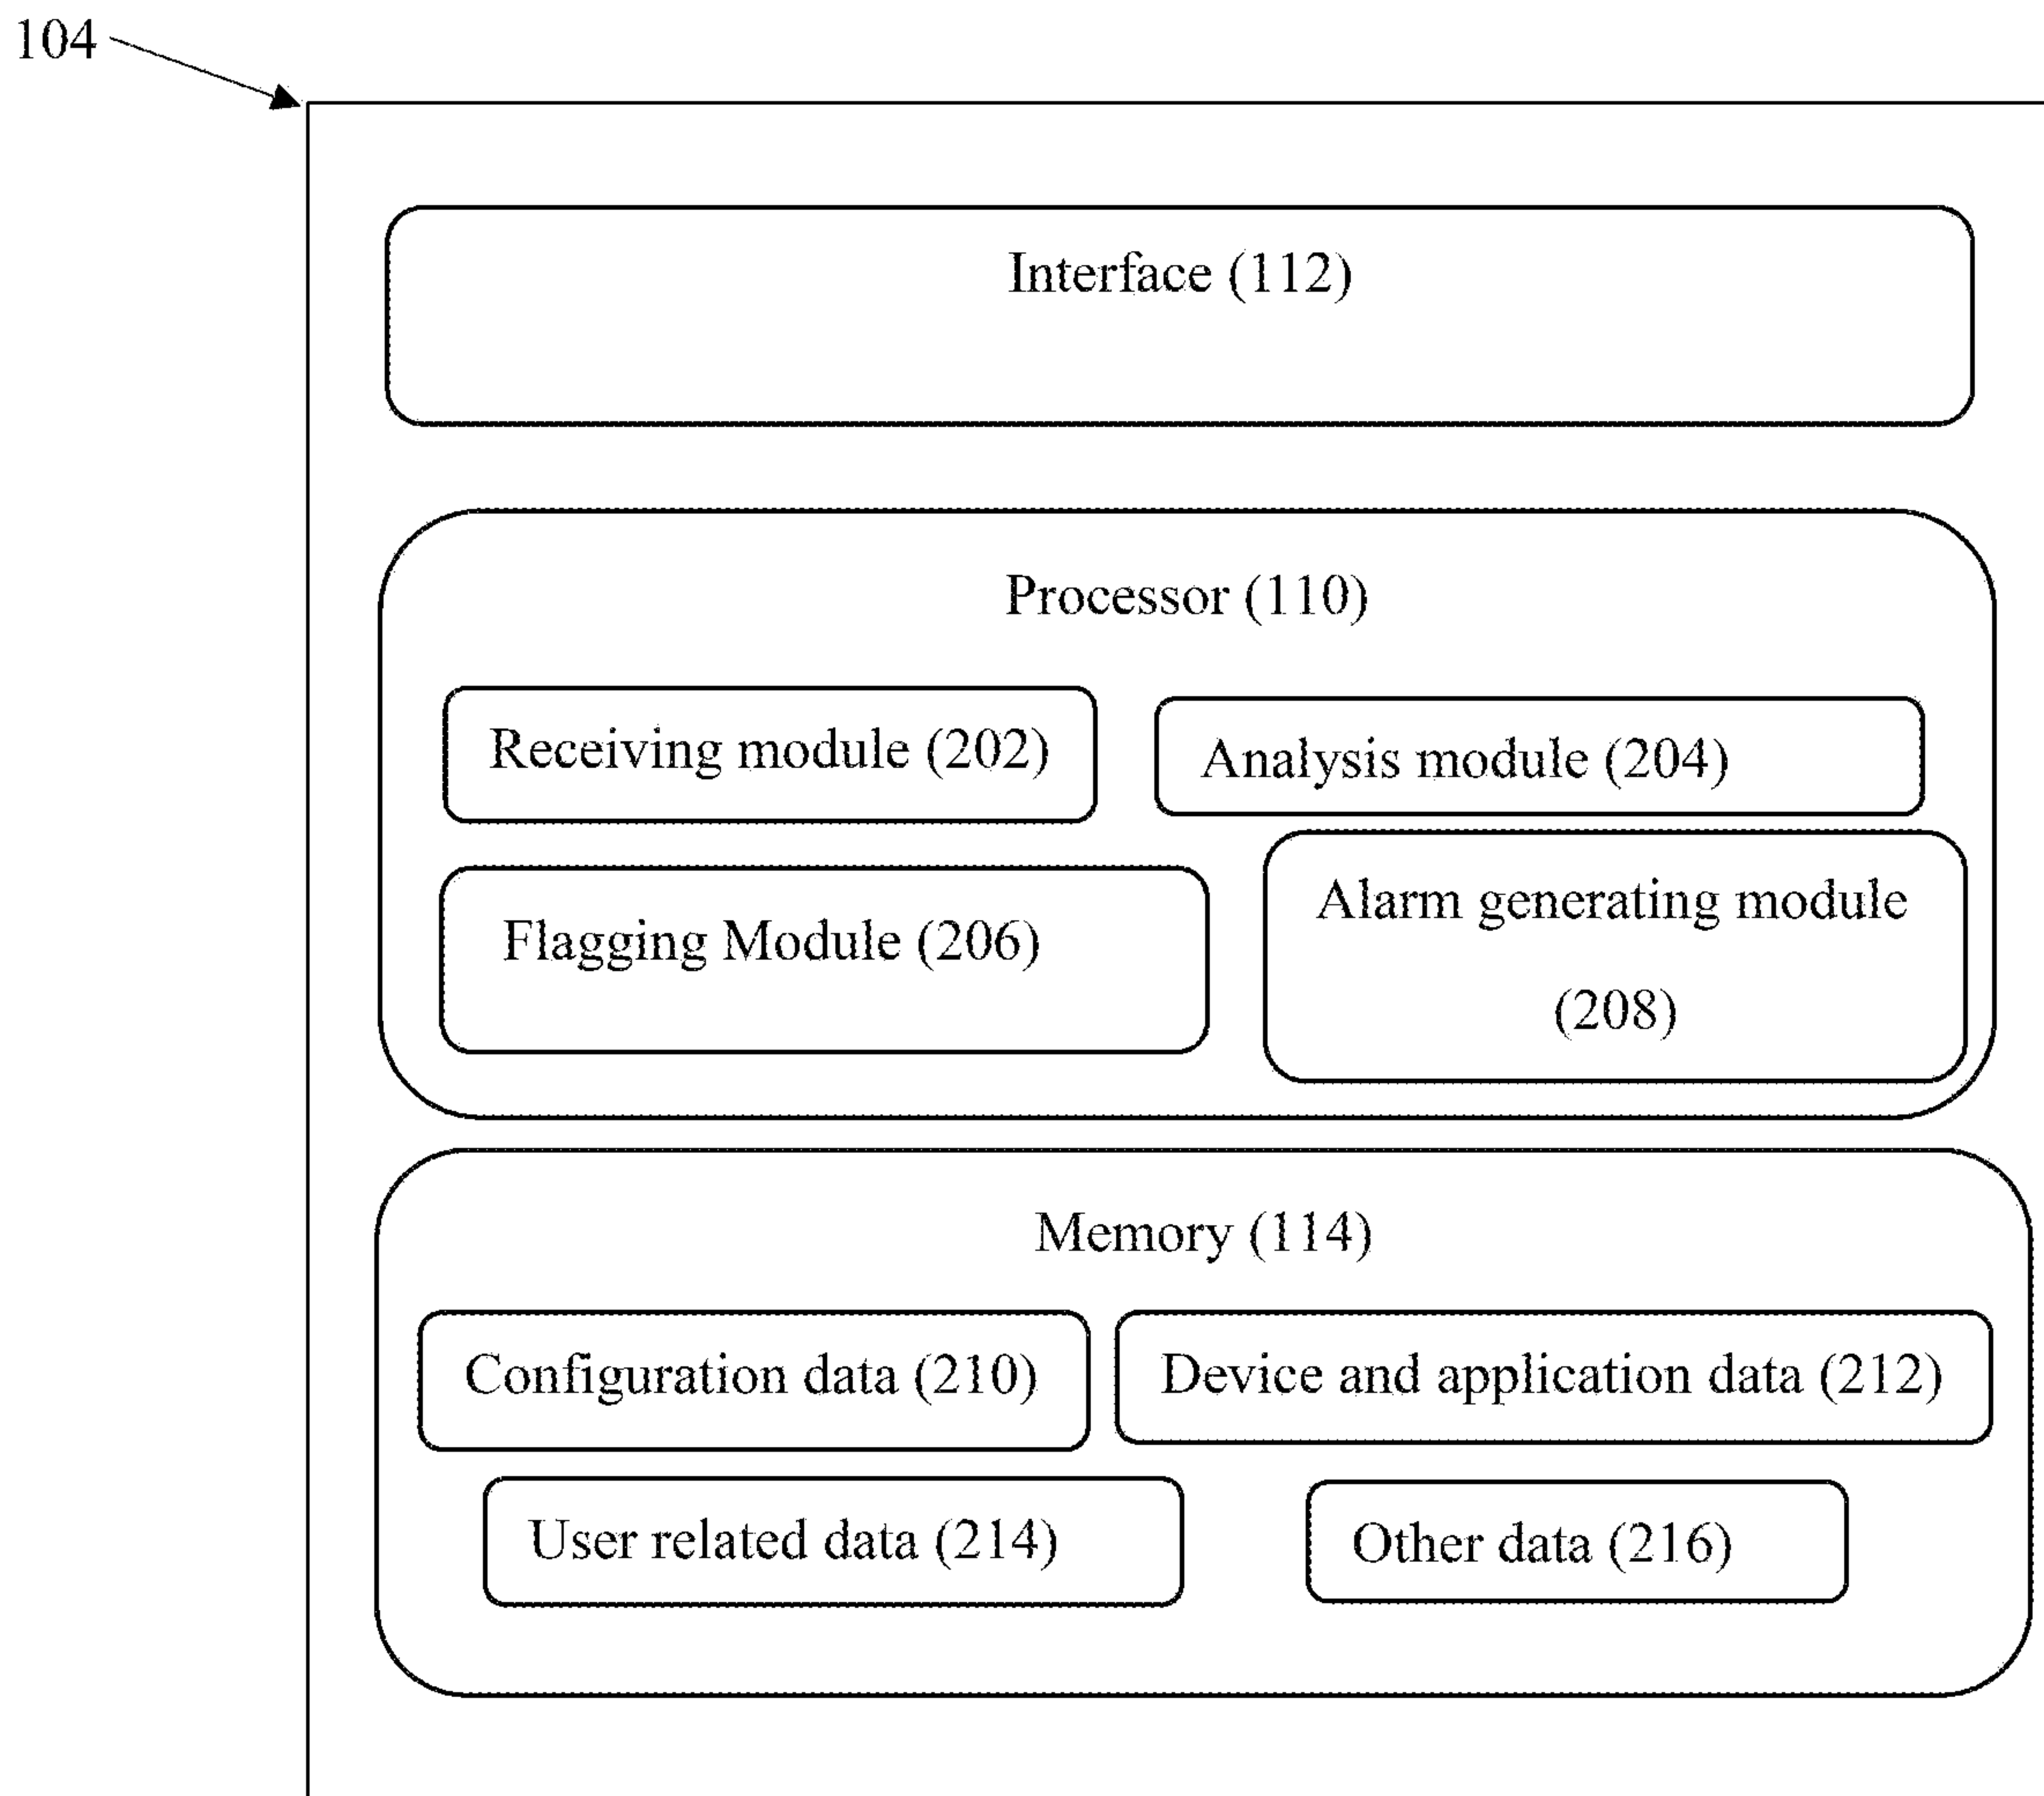 104
Interface (112)
Processor (110)
Receiving module (202)
Analysis module (204)
Flagging Module (206)
Alarm generating module
(208)
Memory (114)
Configuration data (210)
Device and application data (212)
User related data (214)
Other data (216)